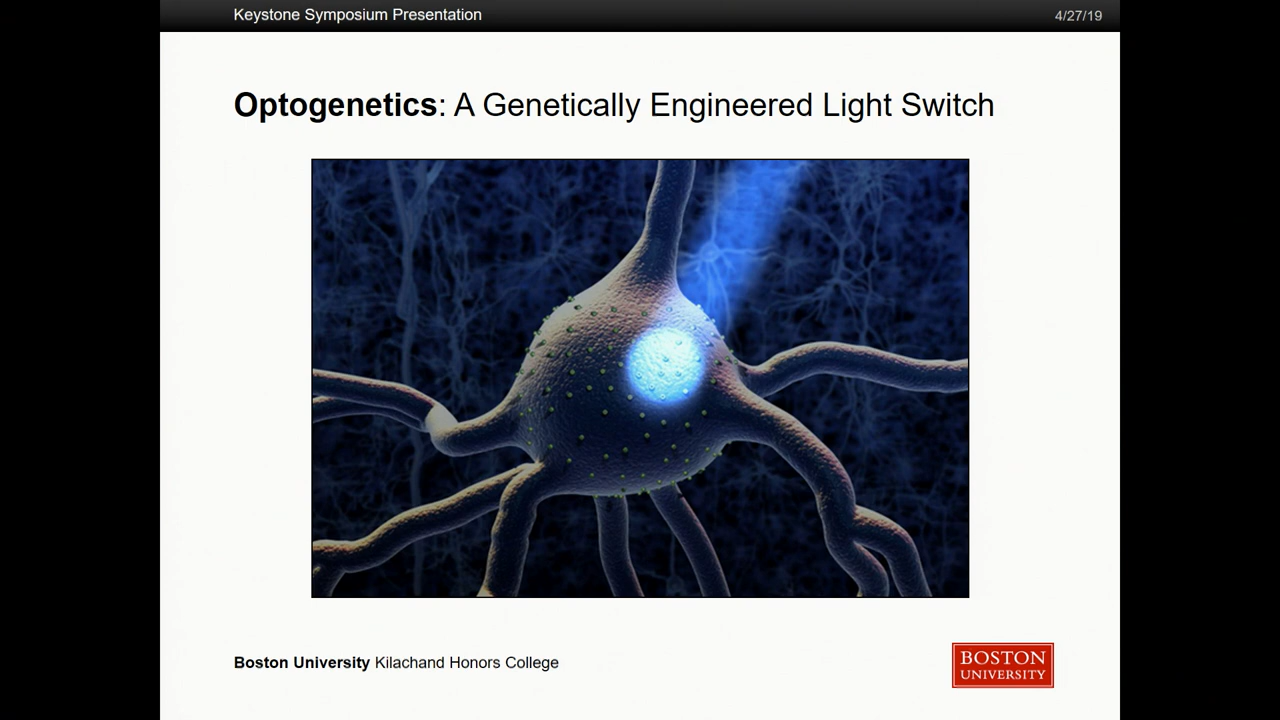 Keystone Symposium Presentation
4/27/19
Optogenetics: A Genetically Engineered Light Switch
Boston University Kilachand Honors College
BOSTON
UNIVERSITY